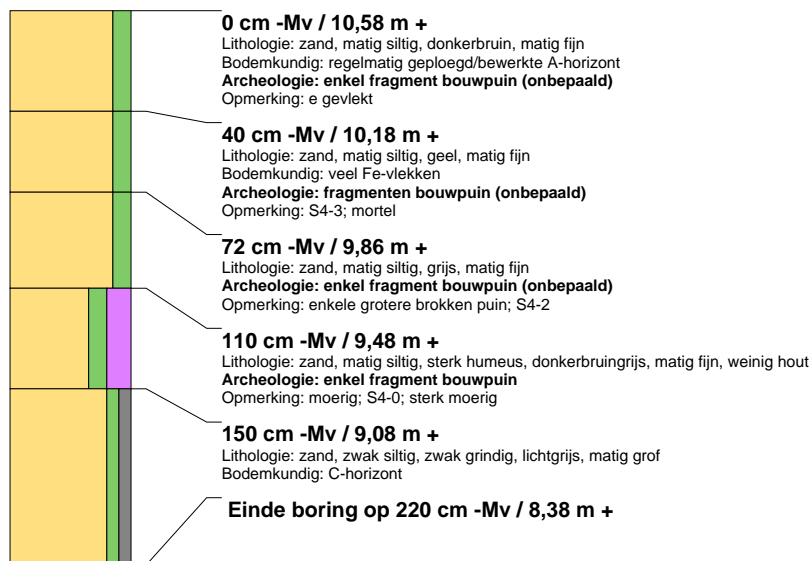 0 cm -Mv / 10,58 m +
Lithologie: zand, matig siltig, donkerbruin, matig fijn
Bodemkundig: regelmatig geploegd/bewerkte A-horizont
Archeologie: enkel fragment bouwpuin (onbepaald)
Opmerking: e gevlekt
40 cm -Mv / 10,18 m +
Lithologie: zand, matig siltig, geel, matig fijn
Bodemkundig: veel Fe-vlekken
Archeologie: fragmenten bouwpuin (onbepaald)
Opmerking: S4-3; mortel
72 cm -Mv / 9,86 m +
Lithologie: zand, matig siltig, grijs, matig fijn
Archeologie: enkel fragment bouwpuin (onbepaald)
Opmerking: enkele grotere brokken puin; S4-2
110 cm -Mv / 9,48 m +
Lithologie: zand, matig siltig, sterk humeus, donkerbruingrijs, matig fijn, weinig hout
Archeologie: enkel fragment bouwpuin
Opmerking: moerig; S4-0; sterk moerig
150 cm -Mv / 9,08 m +
Lithologie: zand, zwak siltig, zwak grindig, lichtgrijs, matig grof
Bodemkundig: C-horizont
Einde boring op 220 cm -Mv / 8,38 m +